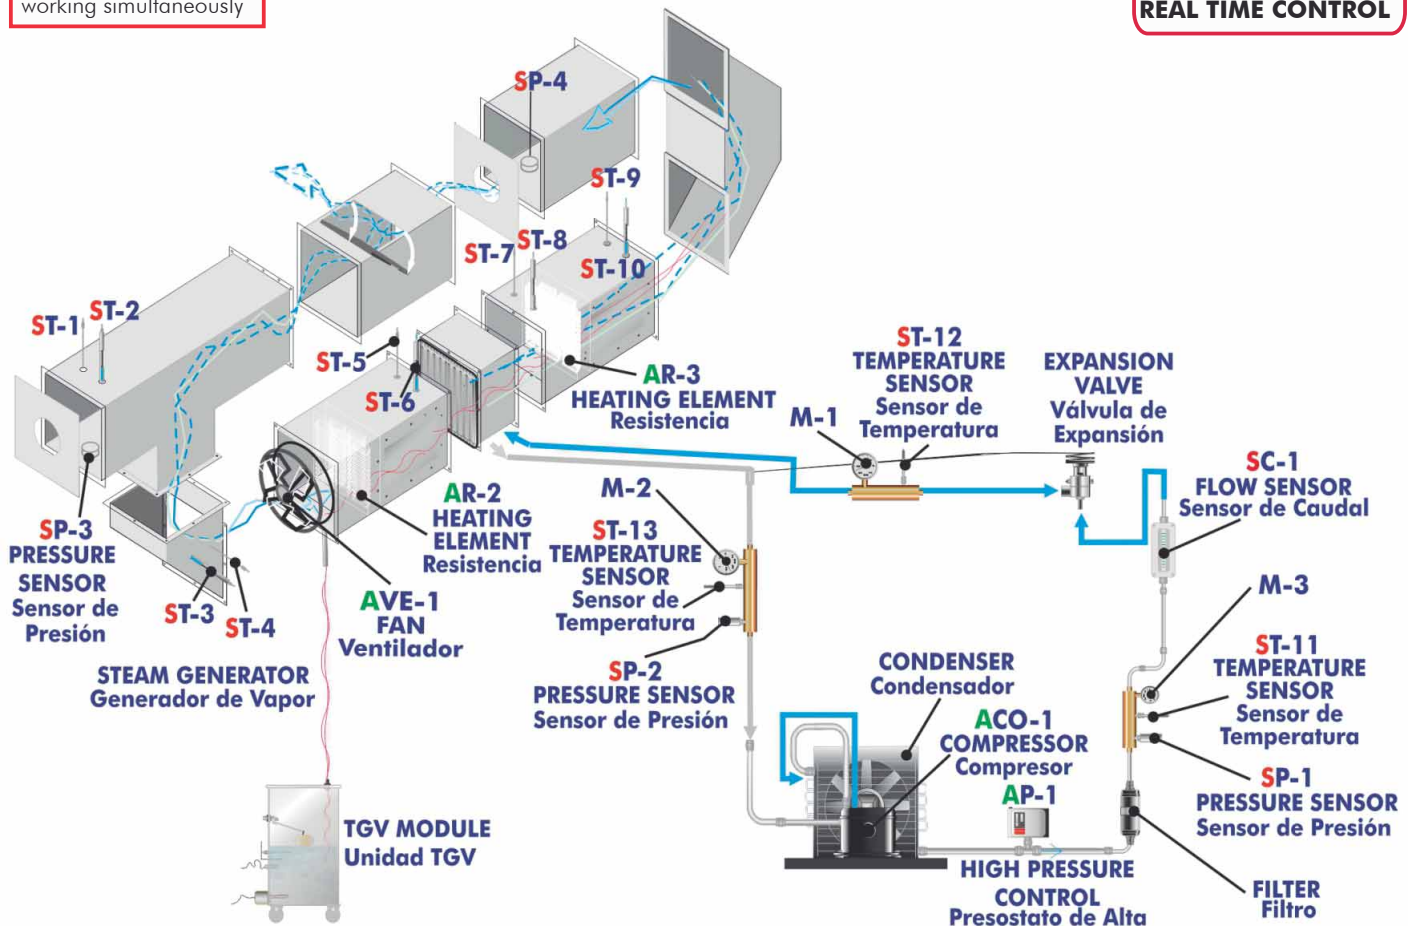 working simultaneously
REAL TIME CONTROL
SP-4
ST-9
ST-8
ST-7
ST-10
ST-2
ST-1
ST-5
ST-6
AR-3
HEATING ELEMENT
Resistencia
ST-12
TEMPERATURE
SENSOR
Sensor de
Temperatura
M-1
EXPANSION
VALVE
Válvula de
Expansión
SC-1
FLOW SENSOR
Sensor de Caudal
SP-3
PRESSURE
SENSOR
Sensor de
Presión
ST-3
ST-4
AR-2
HEATING
ELEMENT
Resistencia
AVE-1
FAN
Ventilador
M-2
ST-13
TEMPERATURE
SENSOR
Sensor de
Temperatura
SP-2
PRESSURE SENSOR
Sensor de Presión
M-3
ST-11
TEMPERATURE
SENSOR
Sensor de
Temperatura
SP-1
PRESSURE SENSOR
Sensor de Presión
STEAM GENERATOR
Generador de Vapor
CONDENSER
Condensador
ACO-1
COMPRESSOR
Compresor
AP-1
HIGH PRESSURE
CONTROL
Presostato de Alta
FILTER
Filtro
TGV MODULE
Unidad TGV